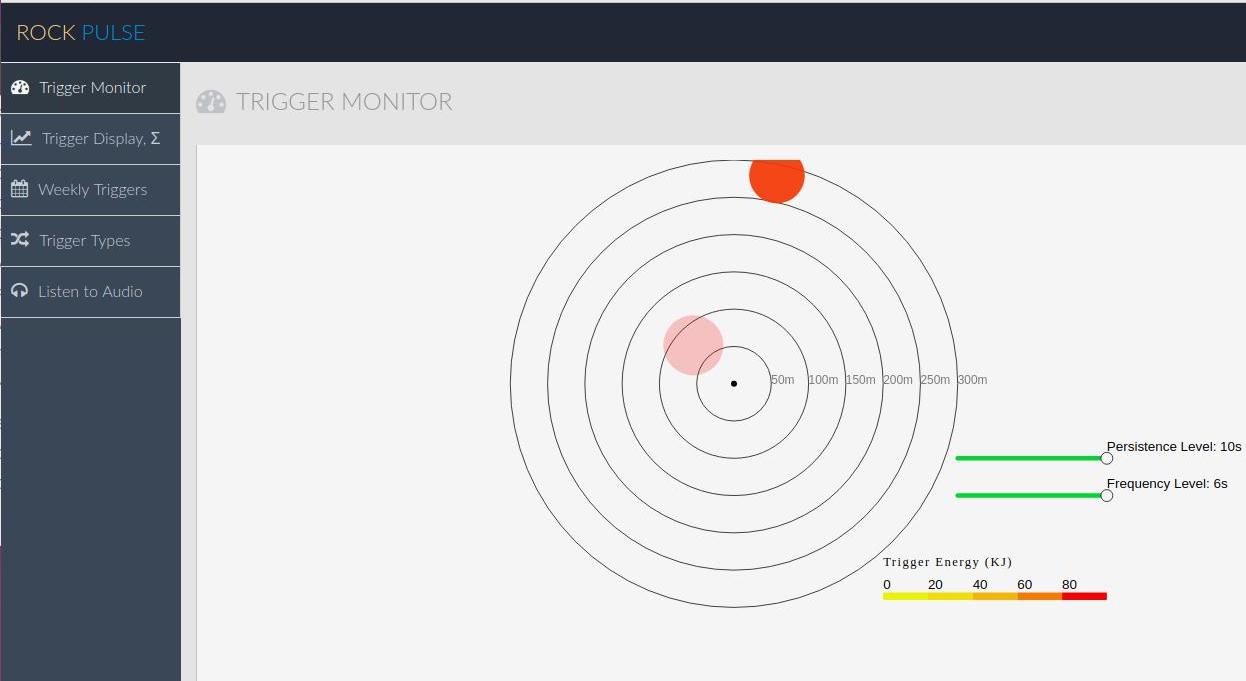 ROCK PULSE
Trigger Monitor
Trigger Display, Σ
Weekly Triggers
Trigger Types
Listen to Audio
TRIGGER MONITOR
50m 100m 150m 200m 250m 300m
Persistence Level: 10s
Frequency Level: 6s
Trigger Energy (KJ)
0 20 40 60 80